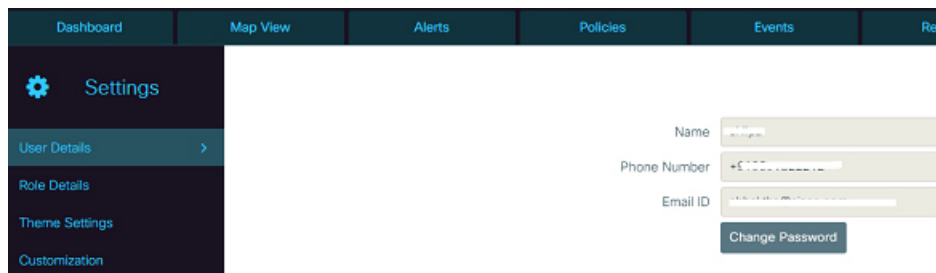 Dashboard
Map View
Alerts
Policies
Events
Re
Settings
User Details
Role Details
Theme Settings
Customization
Name
Phone Number
Email ID
Change Password